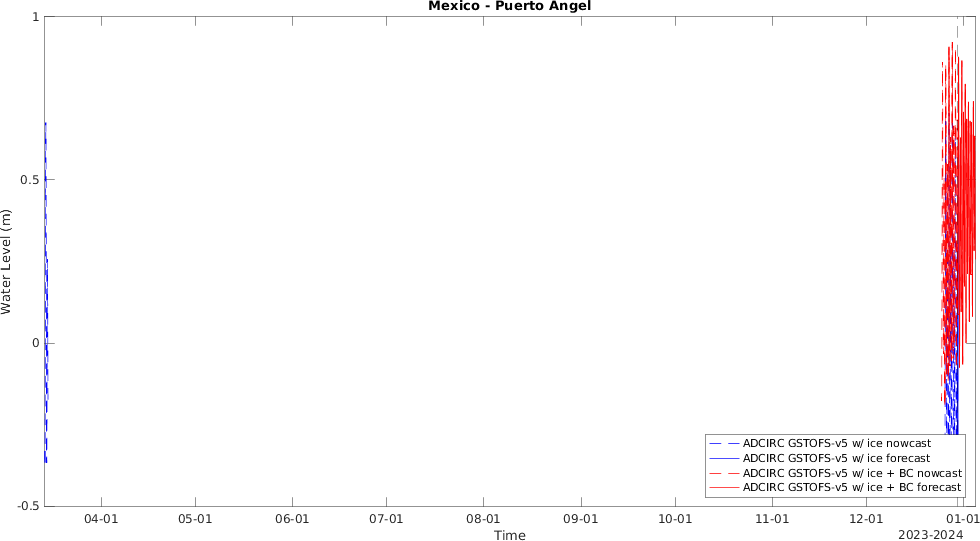 Mexico - Puerto Angel
1
0.5
0
-0.5
Water Level (m)
04-01 05-01 06-01 07-01 08-01 09-01 10-01 11-01 12-01 01-01
Time
2023-2024
ADCIRC GSTOFS-v5 w/ ice nowcast
ADCIRC GSTOFS-v5 w/ ice forecast
ADCIRC GSTOFS-v5 w/ ice + BC nowcast
ADCIRC GSTOFS-v5 w/ ice + BC forecast